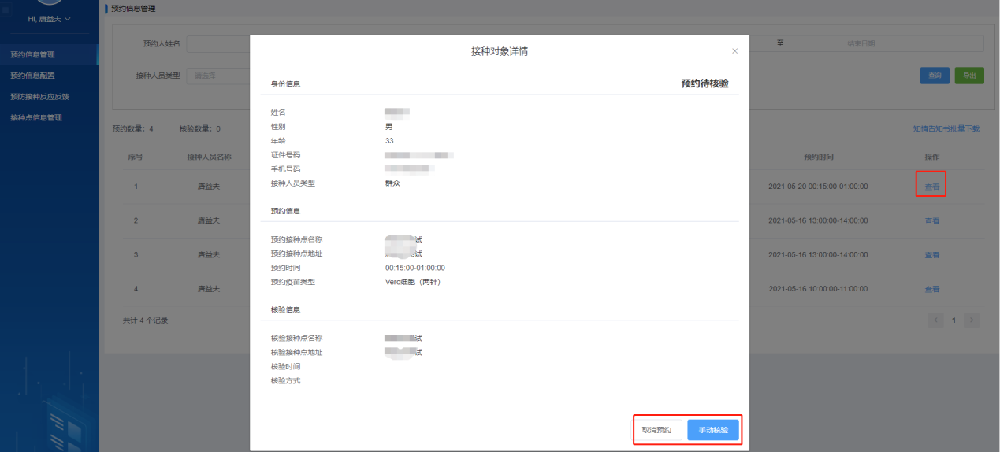 预约信息管理
Hi, 唐益夫
预约信息管理
预约信息配置
预防接种反应反馈
接种点信息管理
预约人姓名
至
结束日期
接种人员类型
请选择
查询
导出
预约数量：4
核验数量：0
知情告知书批量下载
序号
接种人员名称
预约时间
操作
1
唐益夫
2021-05-20 00:15:00-01:00:00
查看
2
唐益夫
2021-05-16 13:00:00-14:00:00
查看
3
唐益夫
2021-05-16 13:00:00-14:00:00
查看
4
唐益夫
2021-05-16 10:00:00-11:00:00
查看
共计 4 个记录
1
接种对象详情
身份信息
预约待核验
姓名
性别 男
年龄 33
证件号码
手机号码
接种人员类型 群众
预约信息
预约接种点名称 试
预约接种点地址 试
预约时间 00:15:00-01:00:00
预约疫苗类型 Vero细胞（两针）
核验信息
核验接种点名称 试
核验接种点地址 试
核验时间
核验方式
取消预约
手动核验